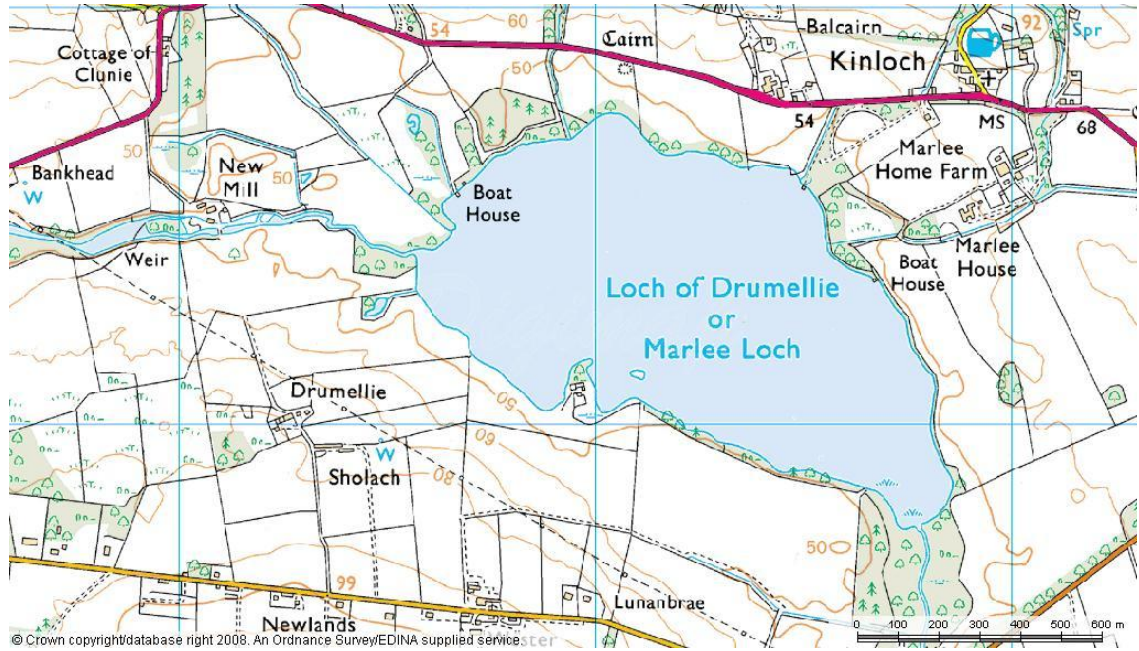 54
60
Cairn
Balcairn
92
Spr
Cottage of
Clunie
50
Kinloch
54
MS
68
50
Bankhead
W
New
Mill
50
Boat
House
Marlee
Home Farm
Weir
Boat
House
Marlee
House
Loch of Drumellie
or
Marlee Loch
Drumellie
50
60
W
80
Sholach
50
99
Newlands
Lunanbrae
© Crown copyright/database right 2008. An Ordnance Survey/EDINA supplied service.
0 100 200 300 400 500 600 m